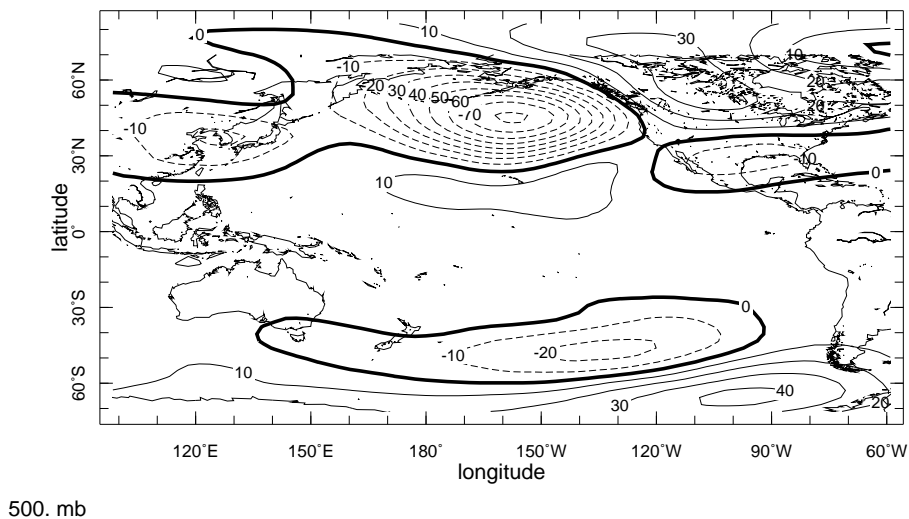 0 10 30 10
60°N -10 -20 30 40 50 60 20
-70 20
-10
30°N 10 0
10
latitude 0°
30°S 0
-10 -20
60°S 10 40
30 20
120°E 150°E 180° 150°W 120°W 90°W 60°W
longitude
500. mb